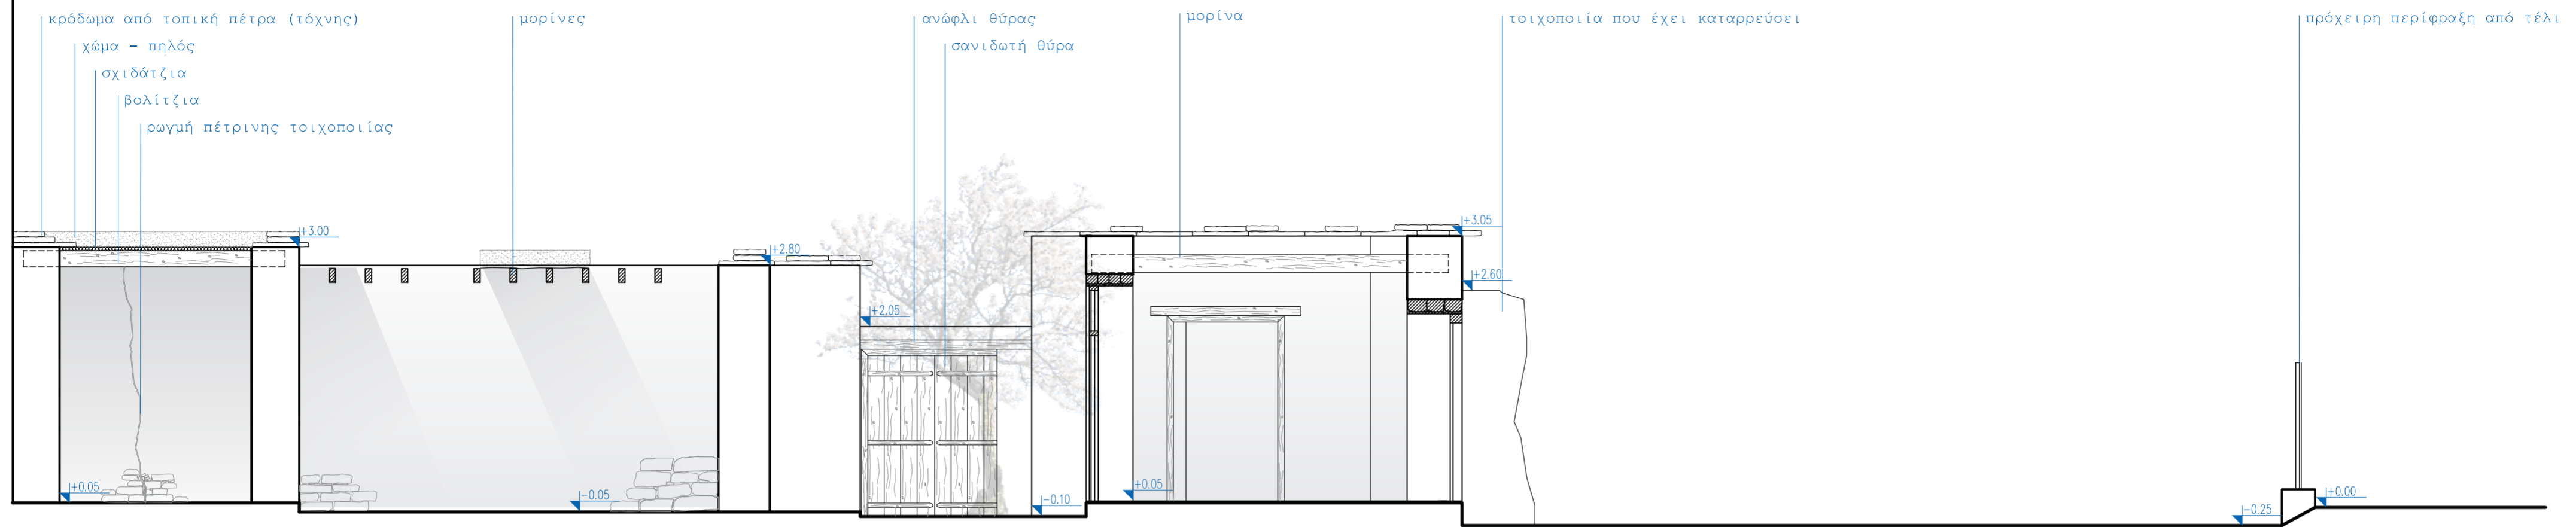 κρόδωμα από τοπική πέτρα (τόχνης)
χώμα - πηλός
σχιδάτζια
βολίτζια
ρωγμή πέτρινης τοιχοποιίας
μορίνες
ανώφλι θύρας
σανιδωτή θύρα
μορίνα
τοιχοποιία που έχει καταρρεύσει
πρόχειρη περίφραξη από τέλι
+3.00
+2.80
+2.05
+3.05
+2.60
+0.05
-0.05
-0.10
+0.05
-0.25
+0.00